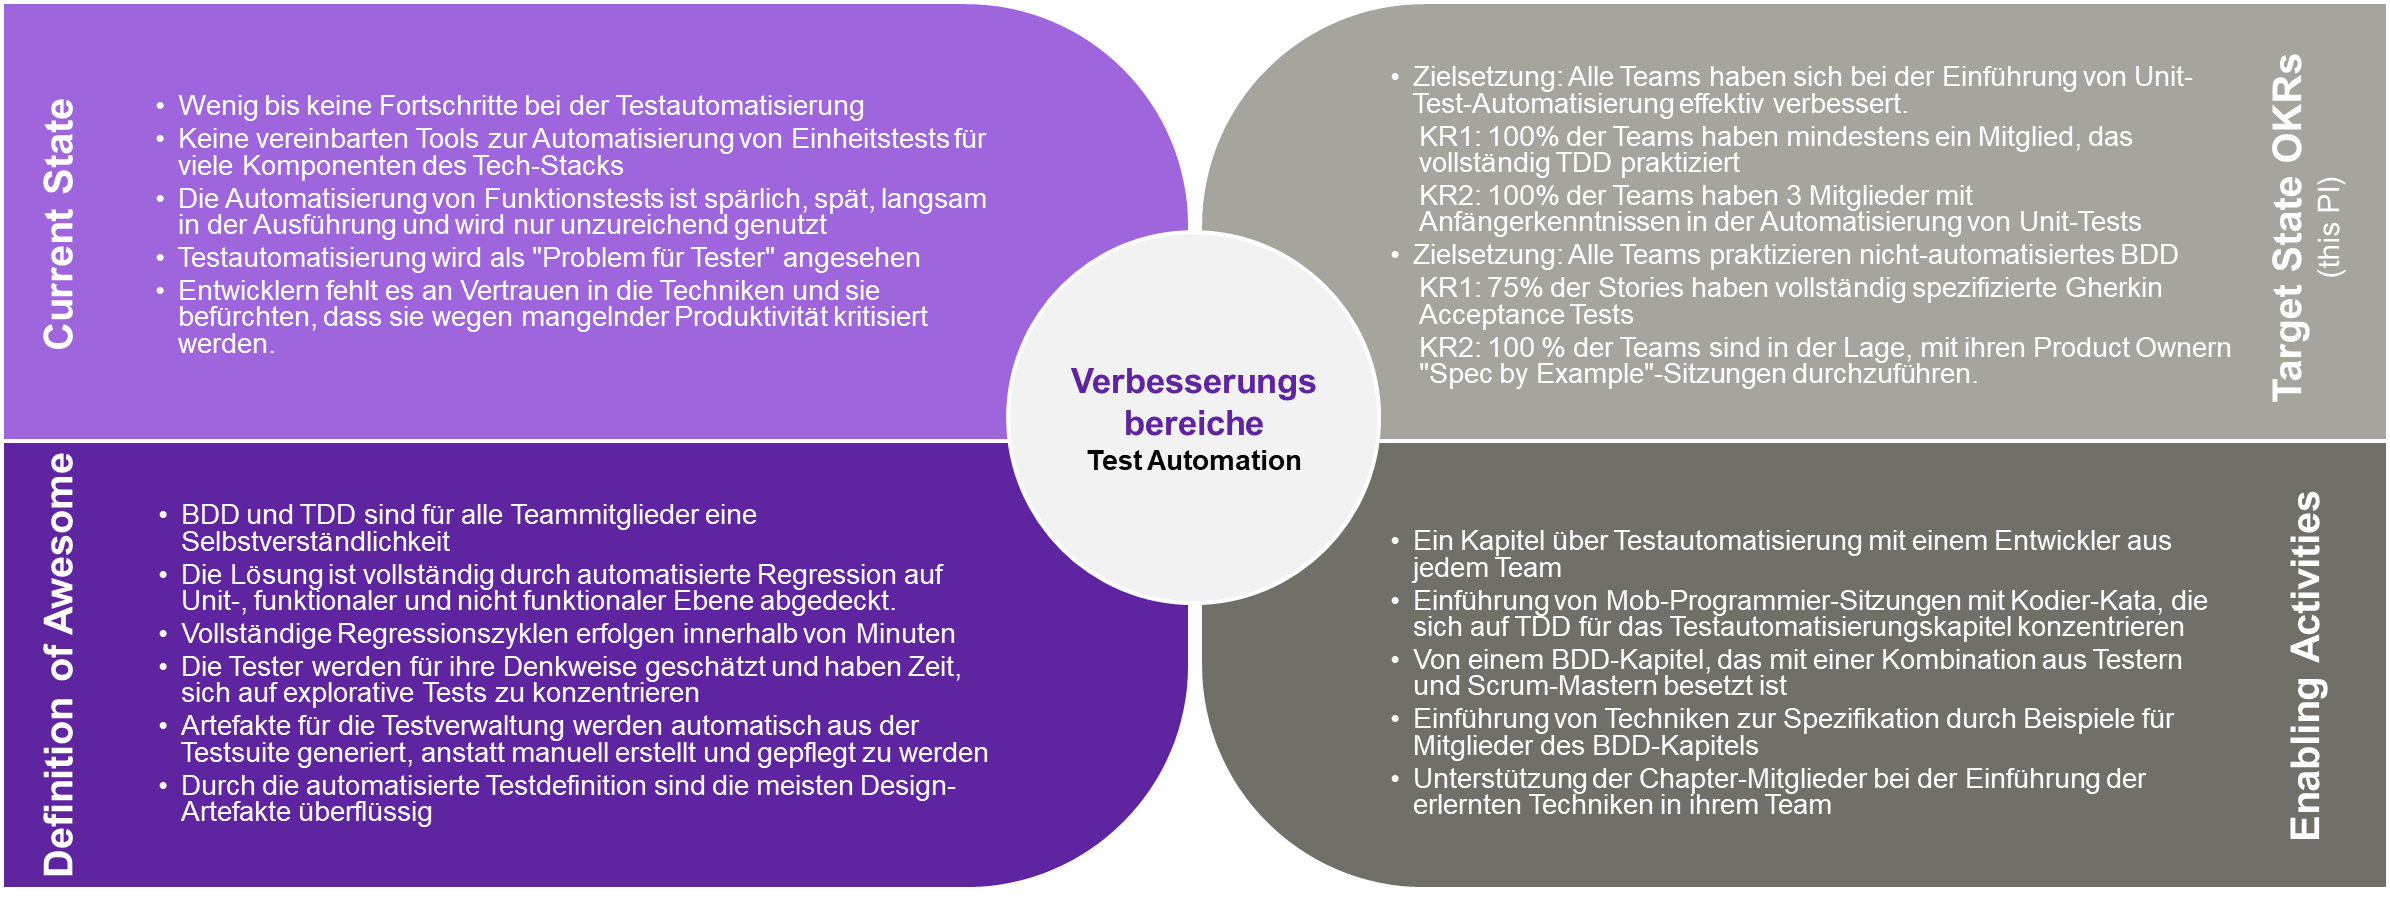 Current State
• Wenig bis keine Fortschritte bei der Testautomatisierung
• Keine vereinbarten Tools zur Automatisierung von Einheitstests für
viele Komponenten des Tech-Stacks
• Die Automatisierung von Funktionstests ist spärlich, spät, langsam
in der Ausführung und wird nur unzureichend genutzt
• Testautomatisierung wird als "Problem für Tester" angesehen
• Entwicklern fehlt es an Vertrauen in die Techniken und sie
befürchten, dass sie wegen mangelnder Produktivität kritisiert
werden.
Target State OKRs
(this PI)
• Zielsetzung: Alle Teams haben sich bei der Einführung von Unit-
Test-Automatisierung effektiv verbessert.
KR1: 100% der Teams haben mindestens ein Mitglied, das
vollständig TDD praktiziert
KR2: 100% der Teams haben 3 Mitglieder mit
Anfängerkenntnissen in der Automatisierung von Unit-Tests
• Zielsetzung: Alle Teams praktizieren nicht-automatisiertes BDD
KR1: 75% der Stories haben vollständig spezifizierte Gherkin
Acceptance Tests
KR2: 100 % der Teams sind in der Lage, mit ihren Product Ownern
"Spec by Example"-Sitzungen durchzuführen.
Verbesserungs
bereiche
Test Automation
Definition of Awesome
• BDD und TDD sind für alle Teammitglieder eine
Selbstverständlichkeit
• Die Lösung ist vollständig durch automatisierte Regression auf
Unit-, funktionaler und nicht funktionaler Ebene abgedeckt.
• Vollständige Regressionszyklen erfolgen innerhalb von Minuten
• Die Tester werden für ihre Denkweise geschätzt und haben Zeit,
sich auf explorative Tests zu konzentrieren
• Artefakte für die Testverwaltung werden automatisch aus der
Testsuite generiert, anstatt manuell erstellt und gepflegt zu werden
• Durch die automatisierte Testdefinition sind die meisten Design-
Artefakte überflüssig
Enabling Activities
• Ein Kapitel über Testautomatisierung mit einem Entwickler aus
jedem Team
• Einführung von Mob-Programmier-Sitzungen mit Kodier-Kata, die
sich auf TDD für das Testautomatisierungskapitel konzentrieren
• Von einem BDD-Kapitel, das mit einer Kombination aus Testern
und Scrum-Mastern besetzt ist
• Einführung von Techniken zur Spezifikation durch Beispiele für
Mitglieder des BDD-Kapitels
• Unterstützung der Chapter-Mitglieder bei der Einführung der
erlernten Techniken in ihrem Team